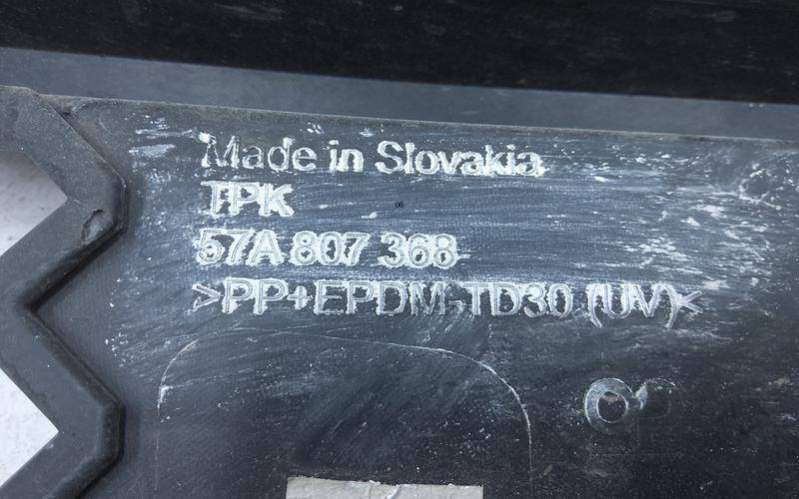 Made in Slovakia
TPK
57A 807 368
>PP+EPDM-TD30 (UV)<